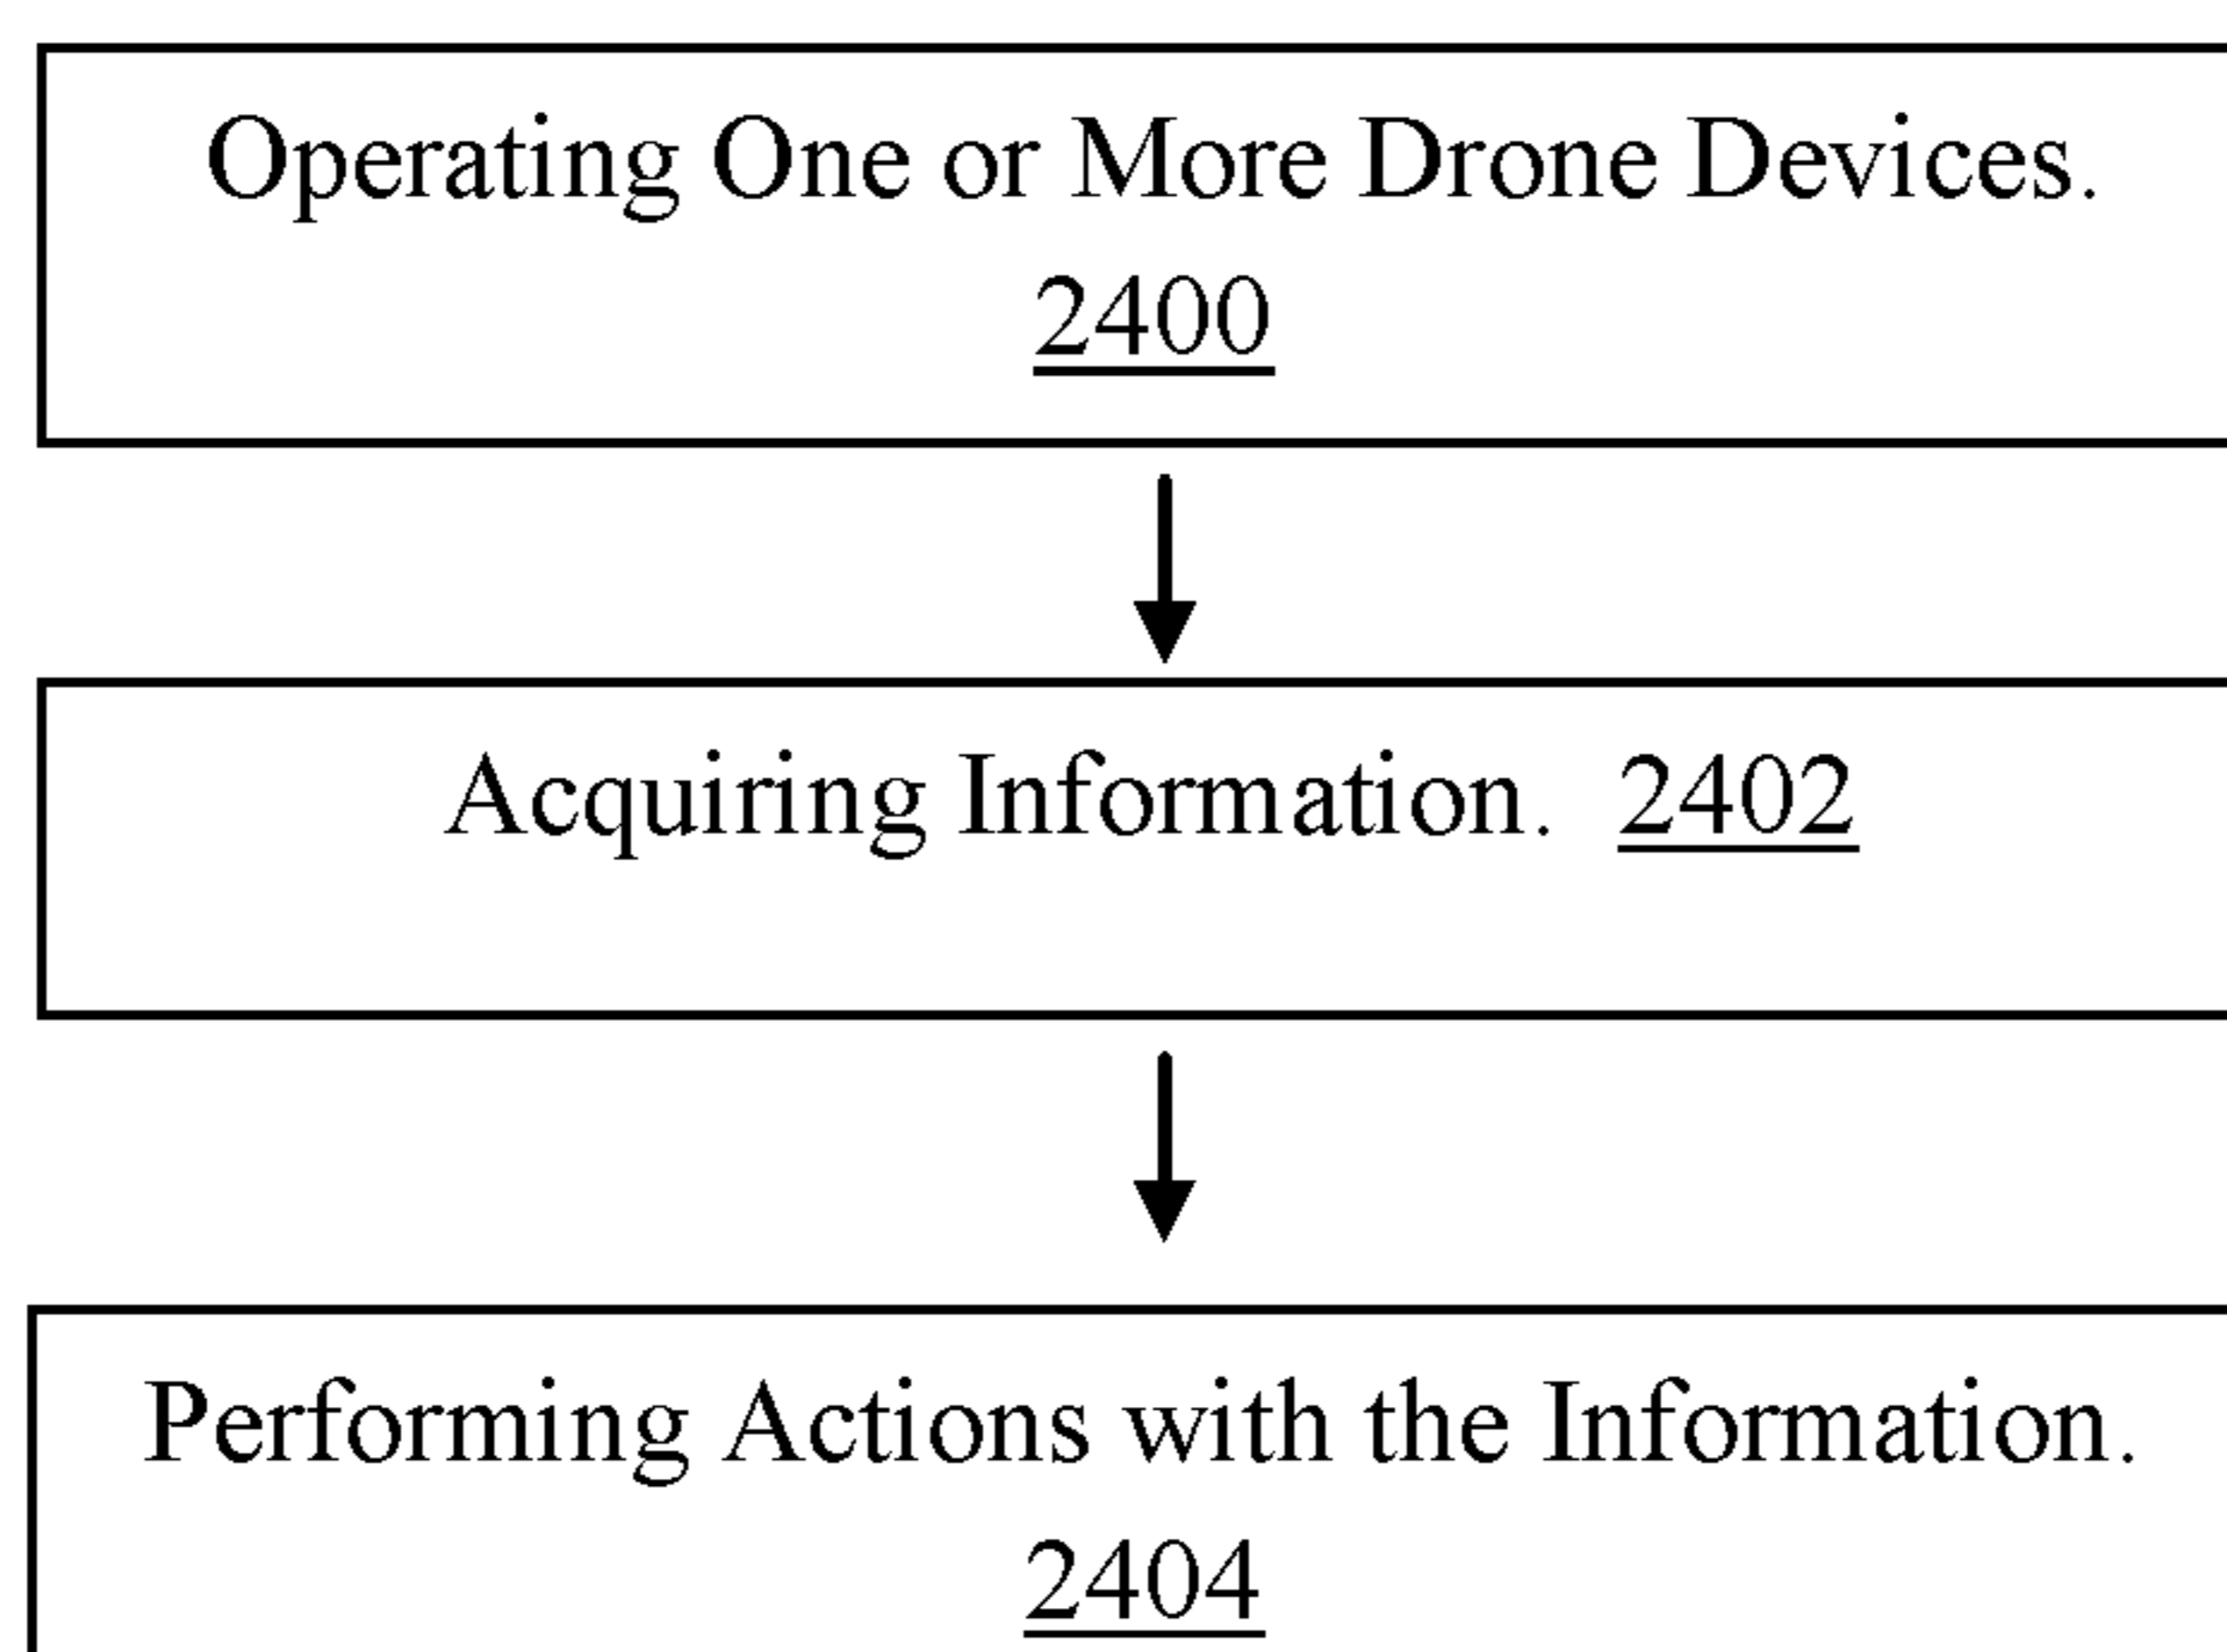 Operating One or More Drone Devices.
2400
Acquiring Information. 2402
Performing Actions with the Information.
2404